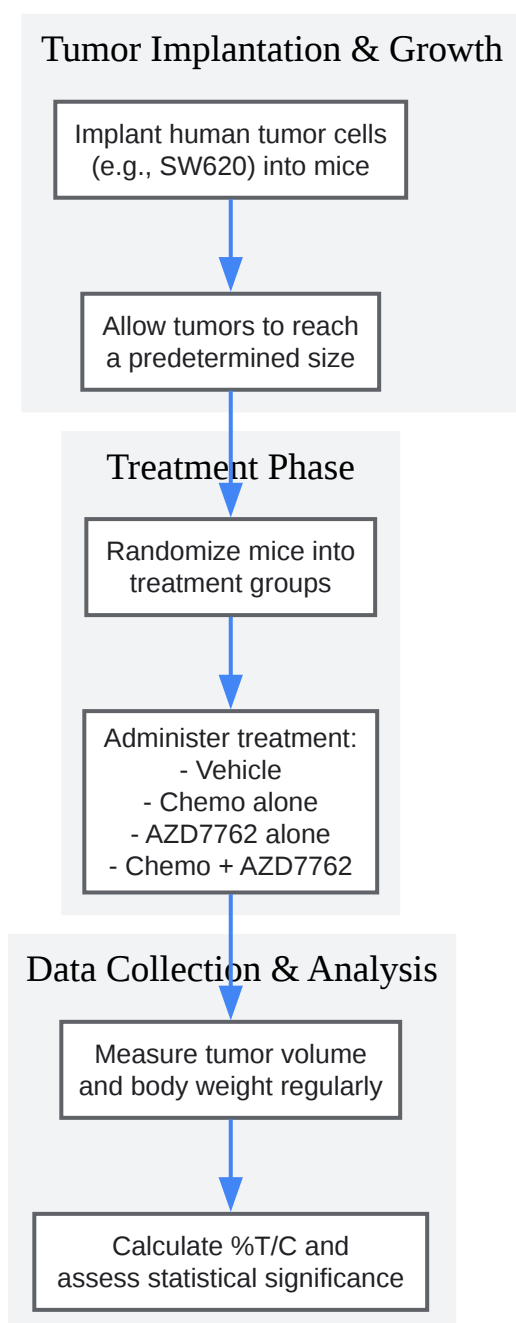 Tumor Implantation & Growth
Implant human tumor cells
(e.g., SW620) into mice
Allow tumors to reach
a predetermined size
Treatment Phase
Randomize mice into
treatment groups
Administer treatment:
- Vehicle
- Chemo alone
- AZD7762 alone
- Chemo + AZD7762
Data Collection & Analysis
Measure tumor volume
and body weight regularly
Calculate %T/C and
assess statistical significance